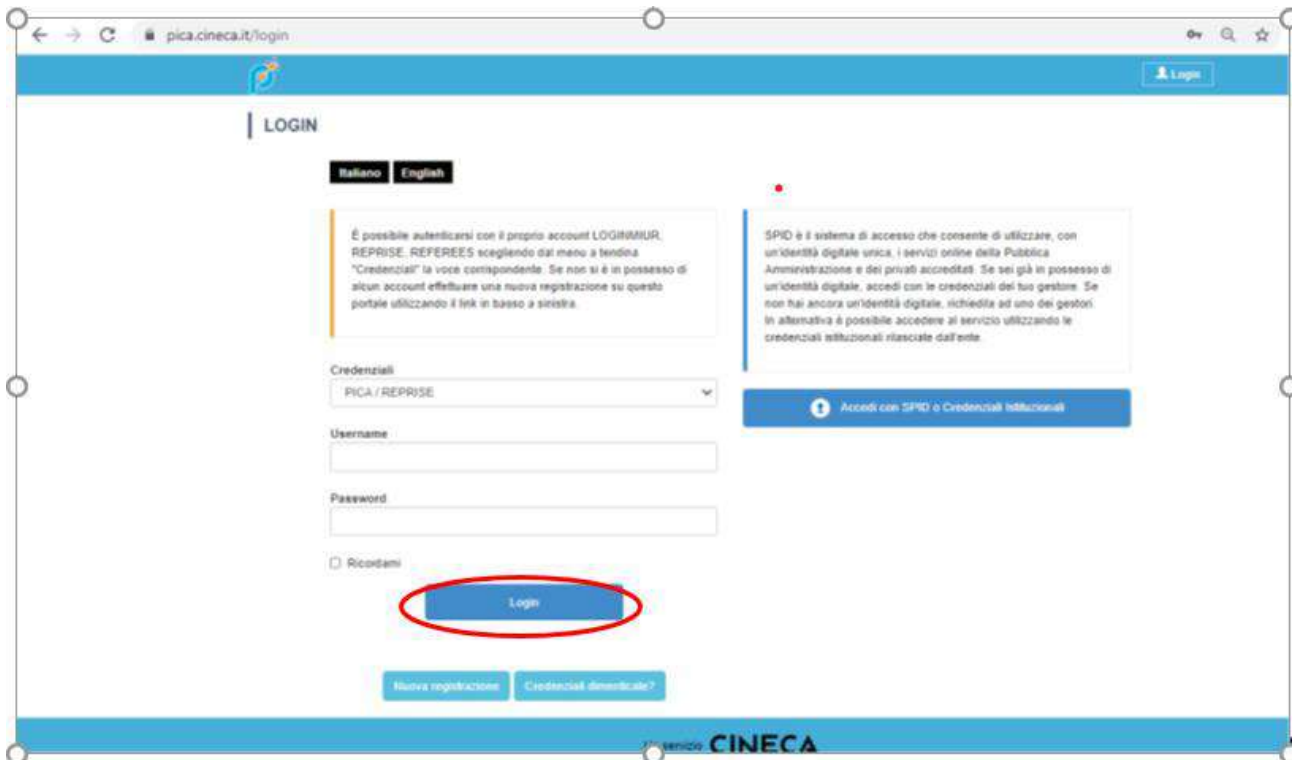 pica.cineca.it/login
Login
LOGIN
Italiano English
È possibile autenticarsi con il proprio account LOGINMIUR,
REPRISE, REFEREES scegliendo dal menu a tendina
"Credenziali" la voce corrispondente. Se non si è in possesso di
alcun account effettuare una nuova registrazione su questo
portale utilizzando il link in basso a sinistra.
SPID è il sistema di accesso che consente di utilizzare, con
un'identità digitale unica, i servizi online della Pubblica
Amministrazione e dei privati accreditati. Se sei già in possesso di
un'identità digitale, accedi con le credenziali del tuo gestore. Se
non hai ancora un'identità digitale, richiedila ad uno dei gestori.
In alternativa è possibile accedere al servizio utilizzando le
credenziali istituzionali rilasciate dall'ente.
Credenziali
PICA / REPRISE
Accedi con SPID o Credenziali Istituzionali
Username
Password
Ricordami
Login
Nuova registrazione Credenziali dimenticate?
servizio CINECA